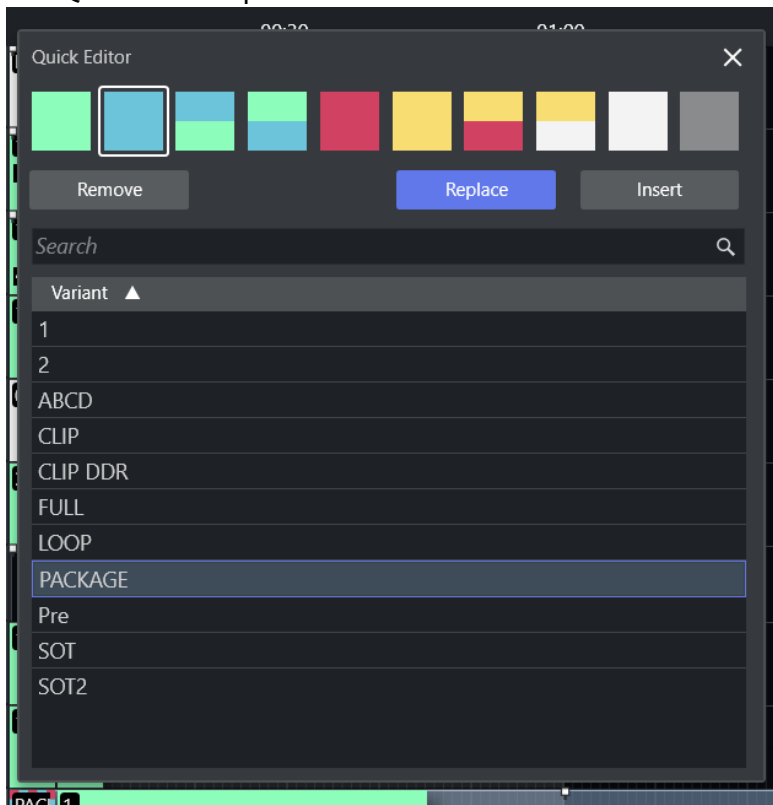 Quick Editor
Remove
Replace
Insert
Search
Variant ▲
1
2
ABCD
CLIP
CLIP DDR
FULL
LOOP
PACKAGE
Pre
SOT
SOT2
1